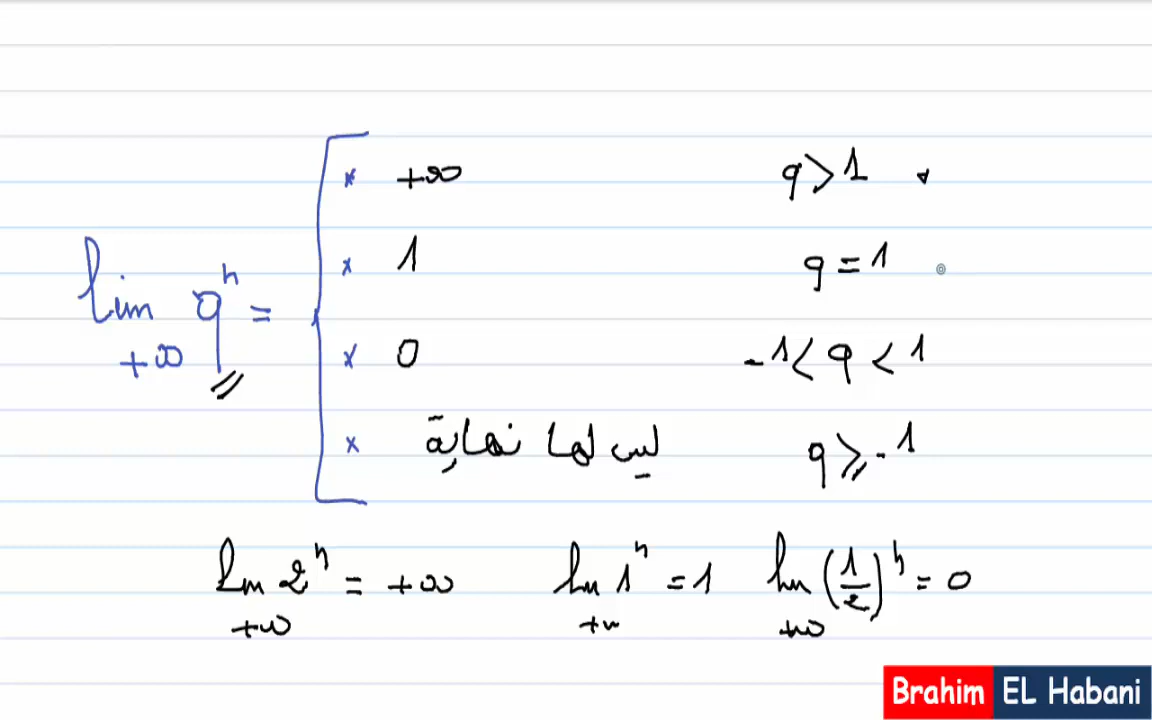 +∞ q > 1
1 q = 1
lim q^n =
+∞
0 -1 < q < 1
ليس لها نهاية q ⩾ -1
lim 2^n = +∞ lim 1^n = 1 lim (1/2)^n = 0
+∞ +∞ +∞
Brahim EL Habani